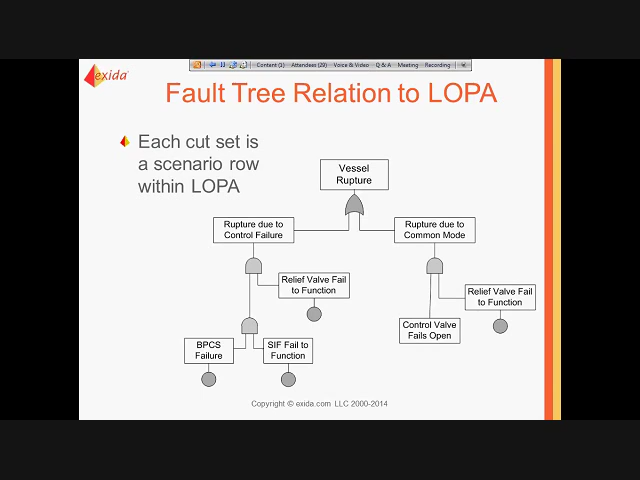 Content (1) Attendees (29) Voice & Video Q & A Meeting Recording
exida
Fault Tree Relation to LOPA
Each cut set is
a scenario row
within LOPA
Vessel
Rupture
Rupture due to
Control Failure
Rupture due to
Common Mode
Relief Valve Fail
to Function
Relief Valve Fail
to Function
Control Valve
Fails Open
BPCS
Failure
SIF Fail to
Function
Copyright © exida.com LLC 2000-2014